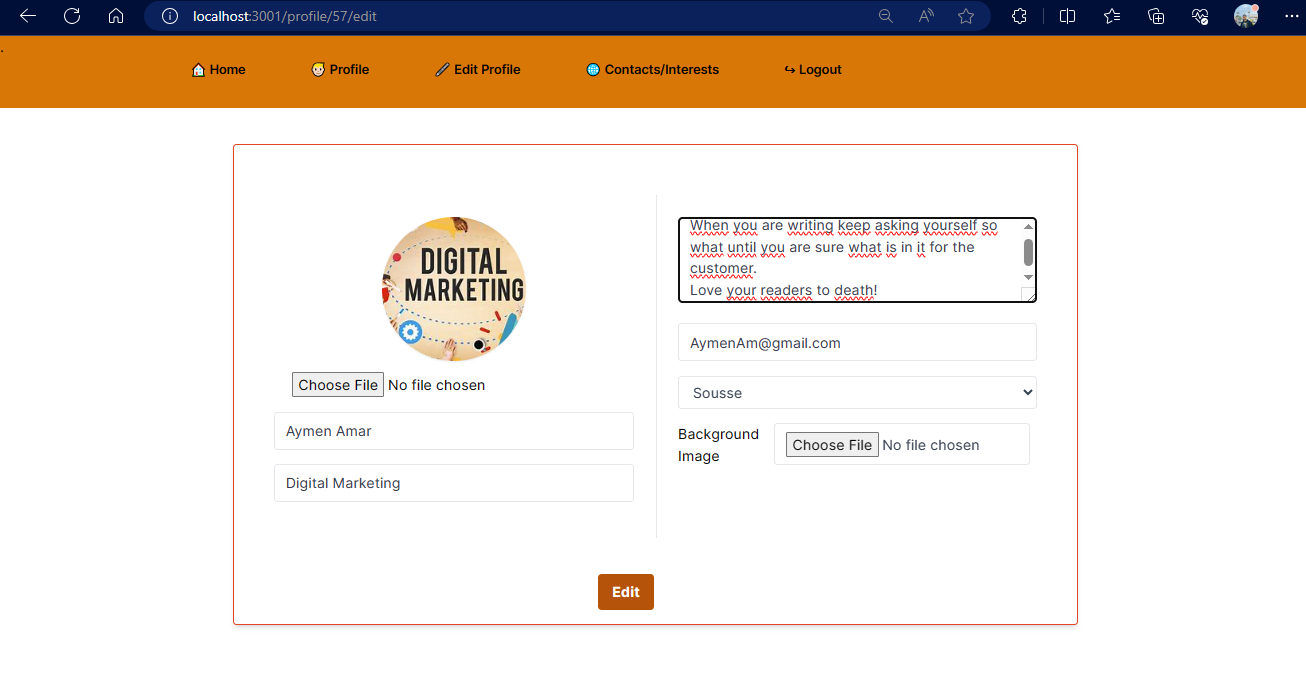 localhost:3001/profile/57/edit
Home
Profile
Edit Profile
Contacts/Interests
Logout
DIGITAL
MARKETING
Choose File No file chosen
Aymen Amar
Digital Marketing
When you are writing keep asking yourself so
what until you are sure what is in it for the
customer.
Love your readers to death!
AymenAm@gmail.com
Sousse
Background
Image
Choose File No file chosen
Edit